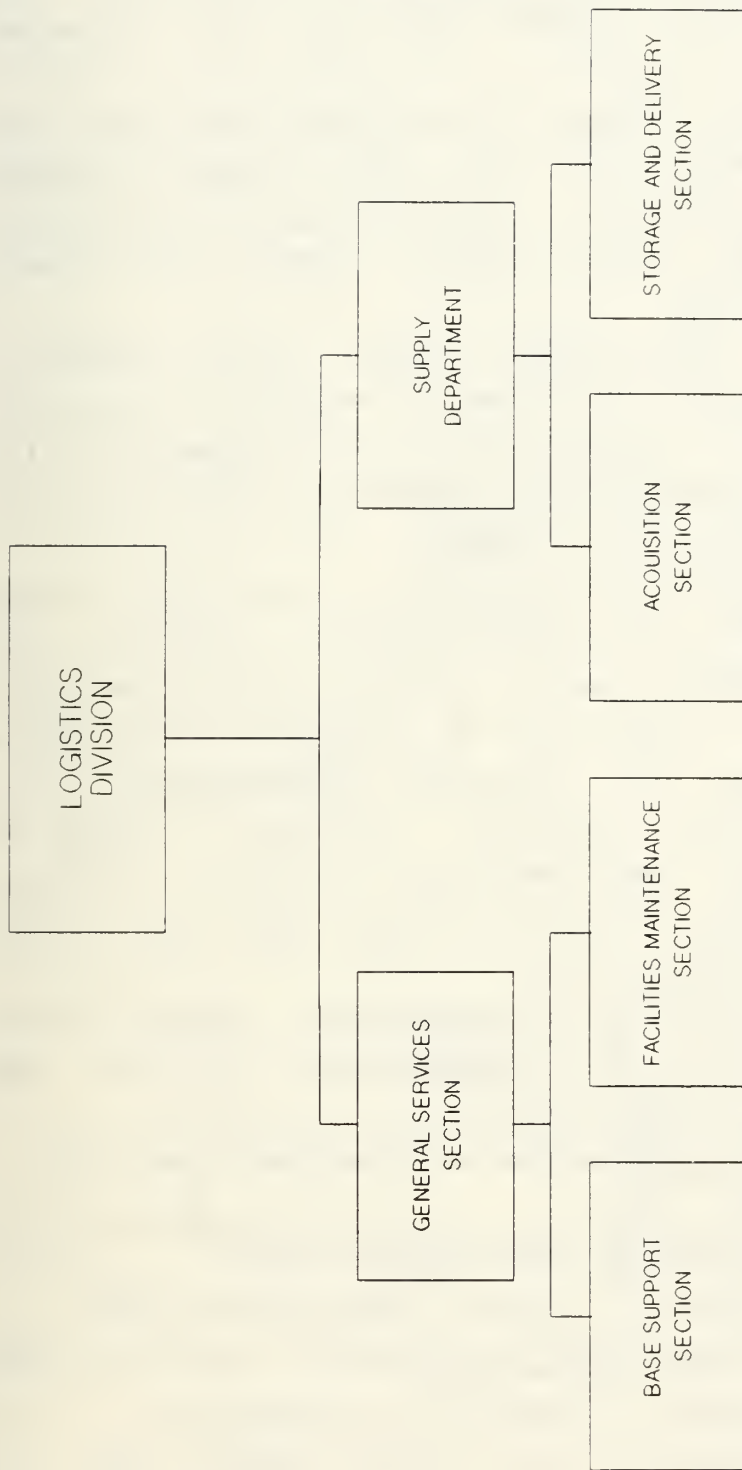 LOGISTICS
DIVISION
GENERAL SERVICES
SECTION
SUPPLY
DEPARTMENT
BASE SUPPORT
SECTION
FACILITIES MAINTENANCE
SECTION
ACQUISITION
SECTION
STORAGE AND DELIVERY
SECTION